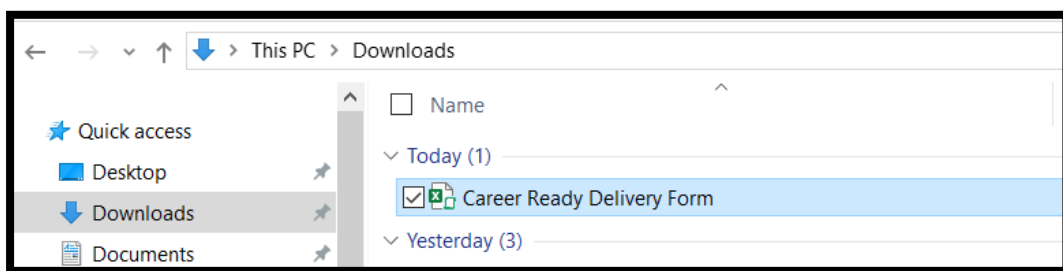 This PC > Downloads
Name
Quick access
Today (1)
Desktop
Career Ready Delivery Form
Downloads
Yesterday (3)
Documents